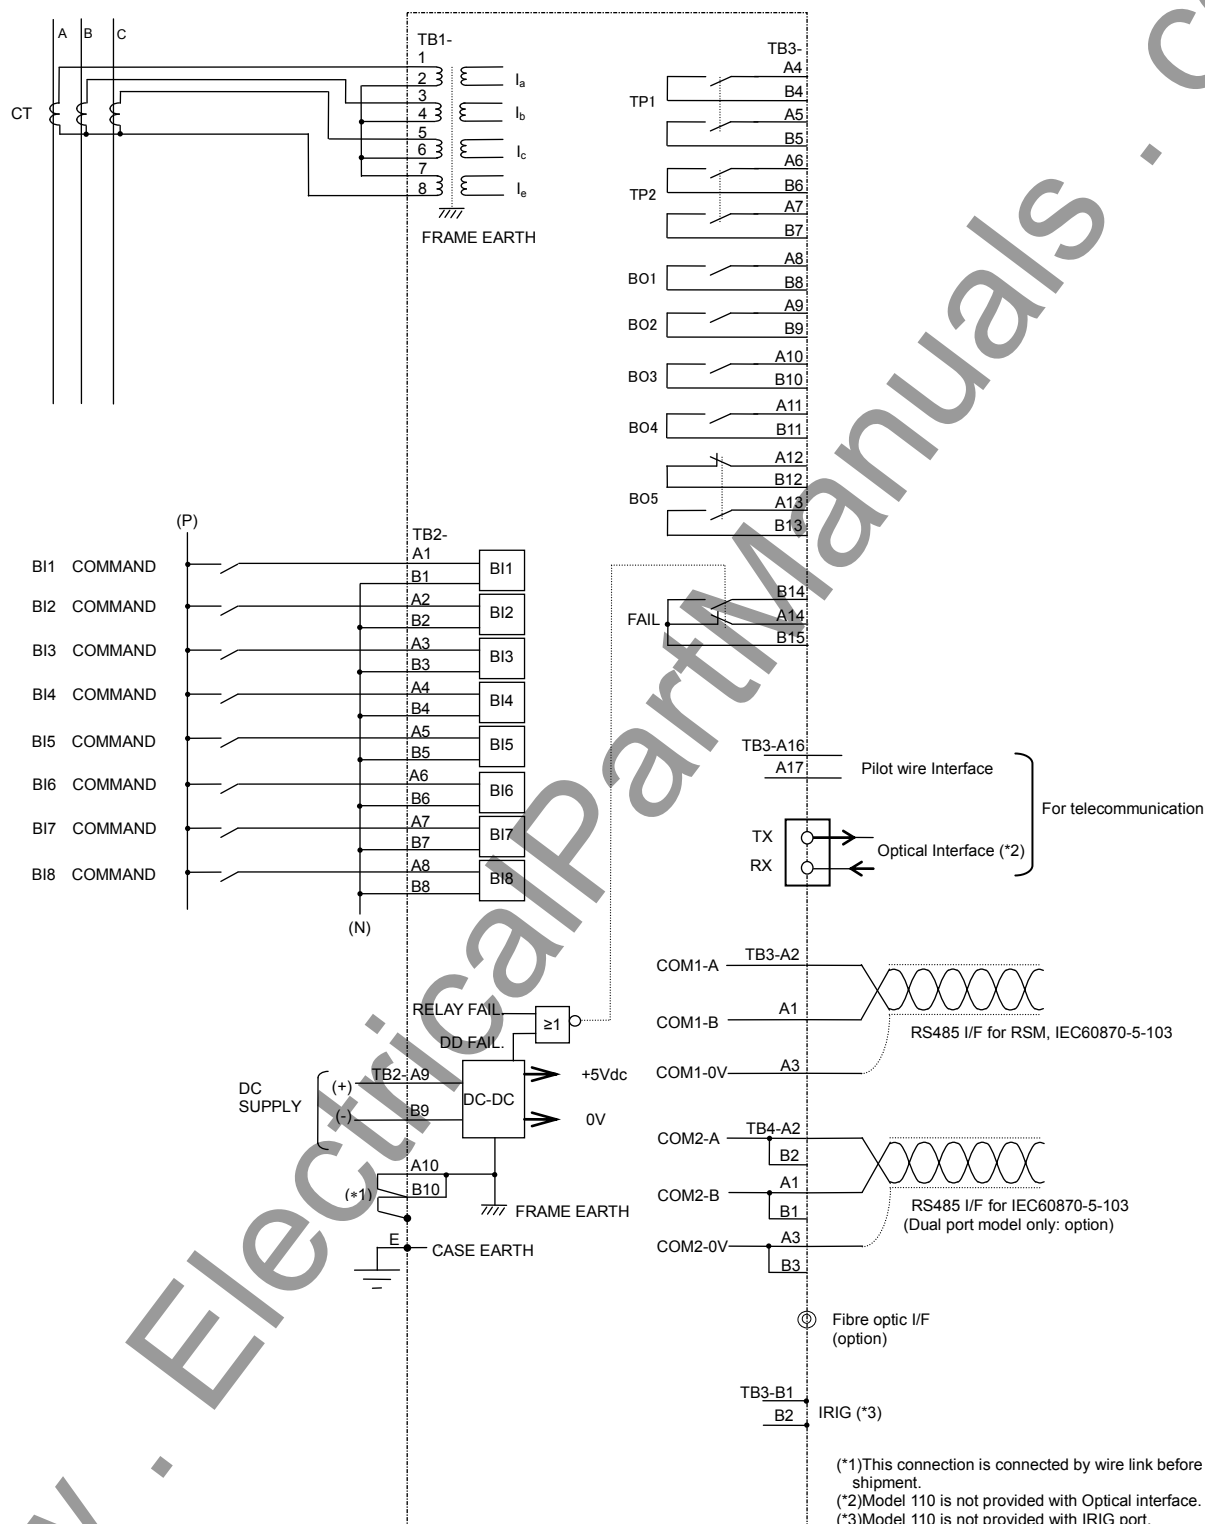 A B C
CT
TB1-
1
2
3
4
5
6
7
8
Ia
Ib
Ic
Ie
FRAME EARTH
TB3-
TP1
A4
B4
A5
B5
TP2
A6
B6
A7
B7
BO1
A8
B8
BO2
A9
B9
BO3
A10
B10
BO4
A11
B11
BO5
A12
B12
A13
B13
FAIL
B14
A14
B15
(P)
TB2-
BI1 COMMAND A1 B1 BI1
BI2 COMMAND A2 B2 BI2
BI3 COMMAND A3 B3 BI3
BI4 COMMAND A4 B4 BI4
BI5 COMMAND A5 B5 BI5
BI6 COMMAND A6 B6 BI6
BI7 COMMAND A7 B7 BI7
BI8 COMMAND A8 B8 BI8
(N)
TB3-A16
A17
Pilot wire Interface
TX
RX
Optical Interface (*2)
For telecommunication
COM1-A TB3-A2
COM1-B A1
COM1-0V A3
RS485 I/F for RSM, IEC60870-5-103
COM2-A TB4-A2
B2
COM2-B A1
B1
COM2-0V A3
B3
RS485 I/F for IEC60870-5-103
(Dual port model only: option)
RELAY FAIL.
DD FAIL.
≥1
DC
SUPPLY
(+)
(-)
TB2- A9
B9
DC-DC
+5Vdc
0V
A10
B10
(*1)
FRAME EARTH
E
CASE EARTH
Fibre optic I/F
(option)
TB3-B1
B2
IRIG (*3)
(*1)This connection is connected by wire link before
shipment.
(*2)Model 110 is not provided with Optical interface.
(*3)Model 110 is not provided with IRIG port.
. ElectricalPartManuals . c